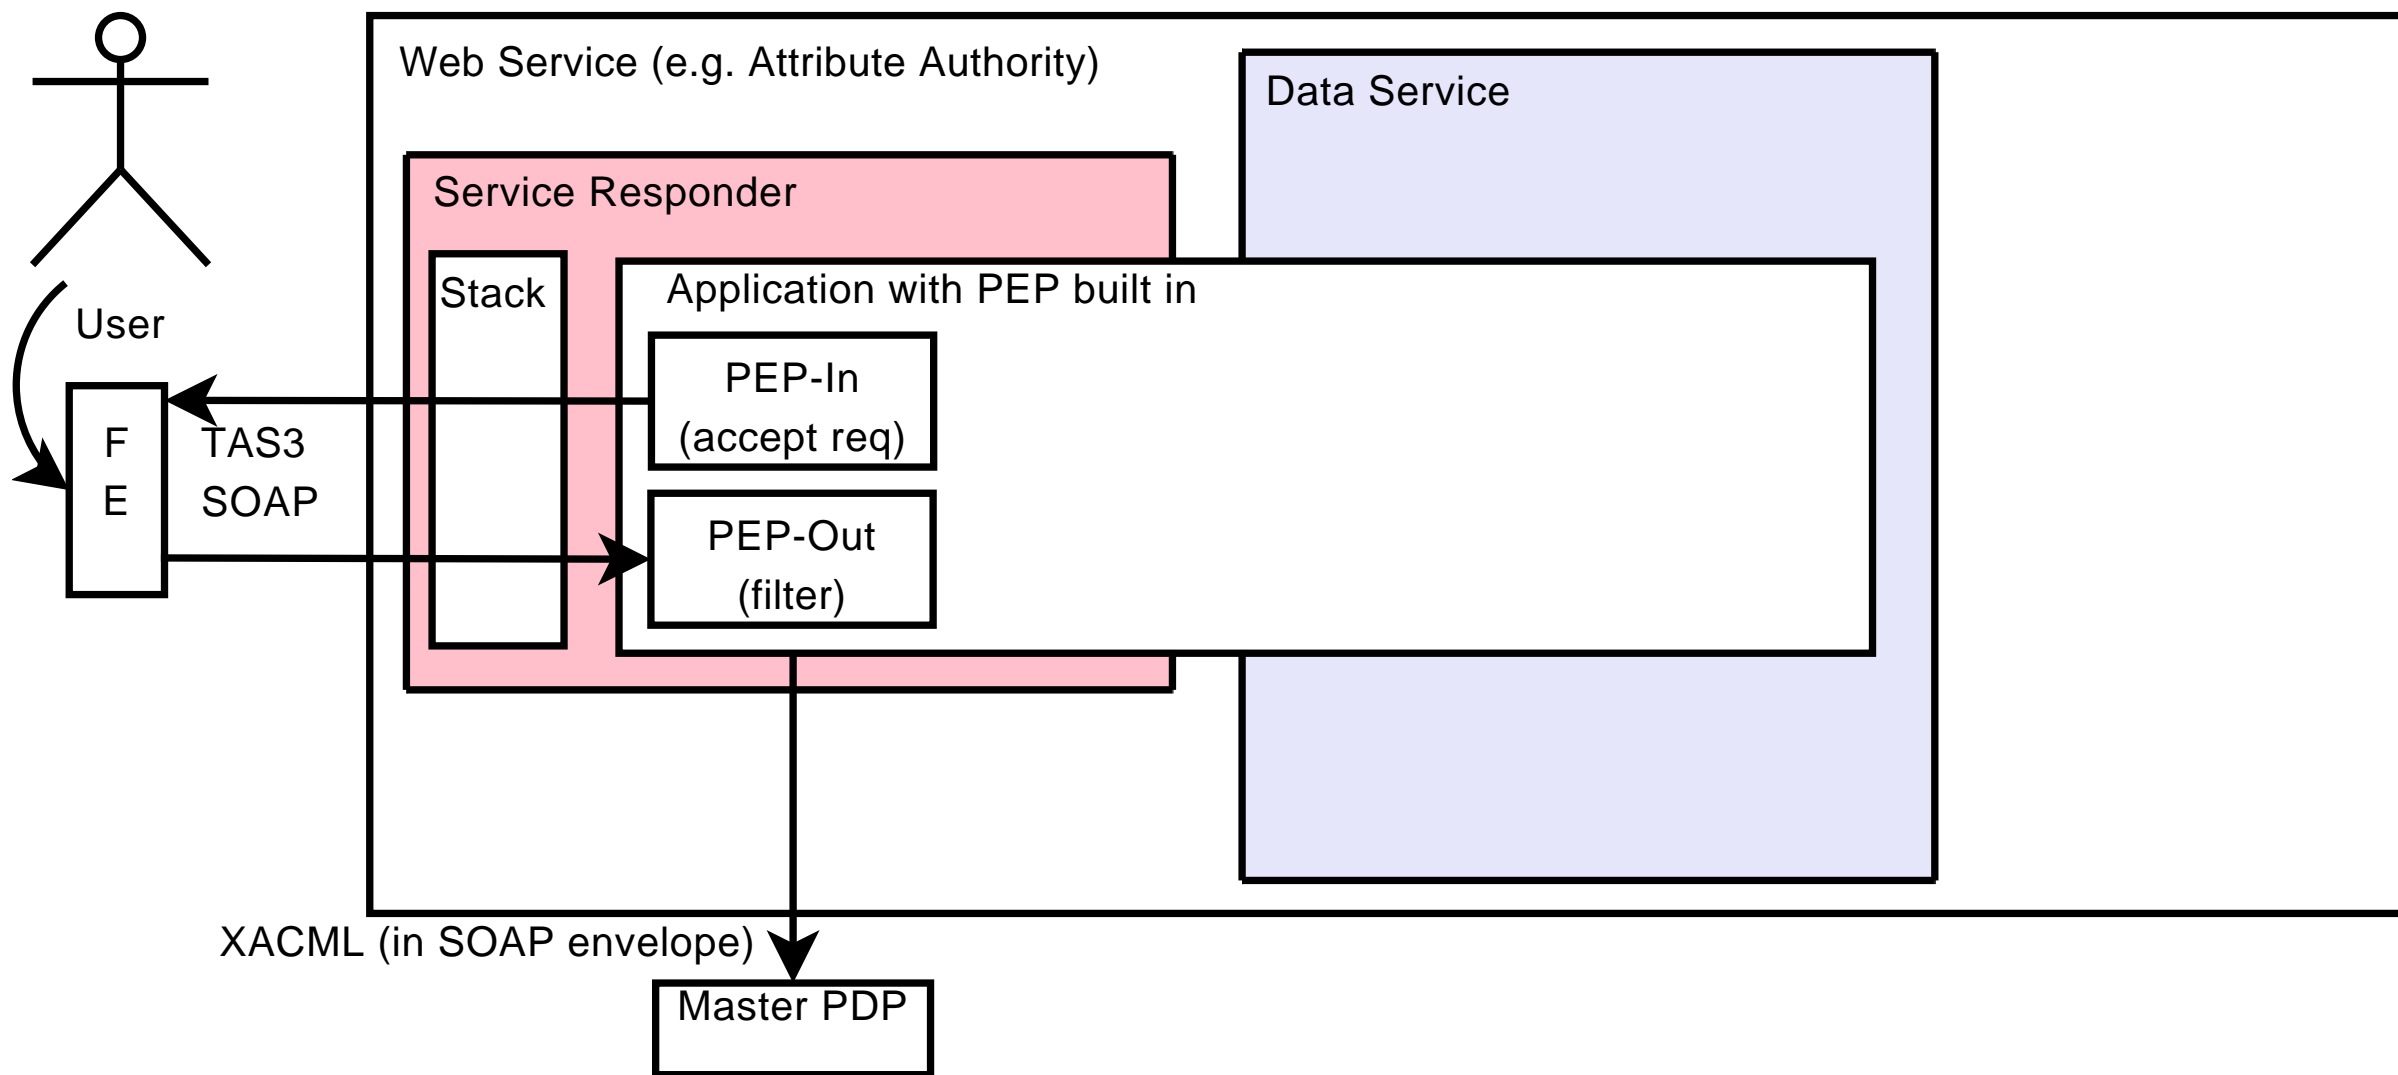 Web Service (e.g. Attribute Authority)
Data Service
Service Responder
Stack
Application with PEP built in
User
PEP-In
(accept req)
F
E
TAS3
SOAP
PEP-Out
(filter)
XACML (in SOAP envelope)
Master PDP